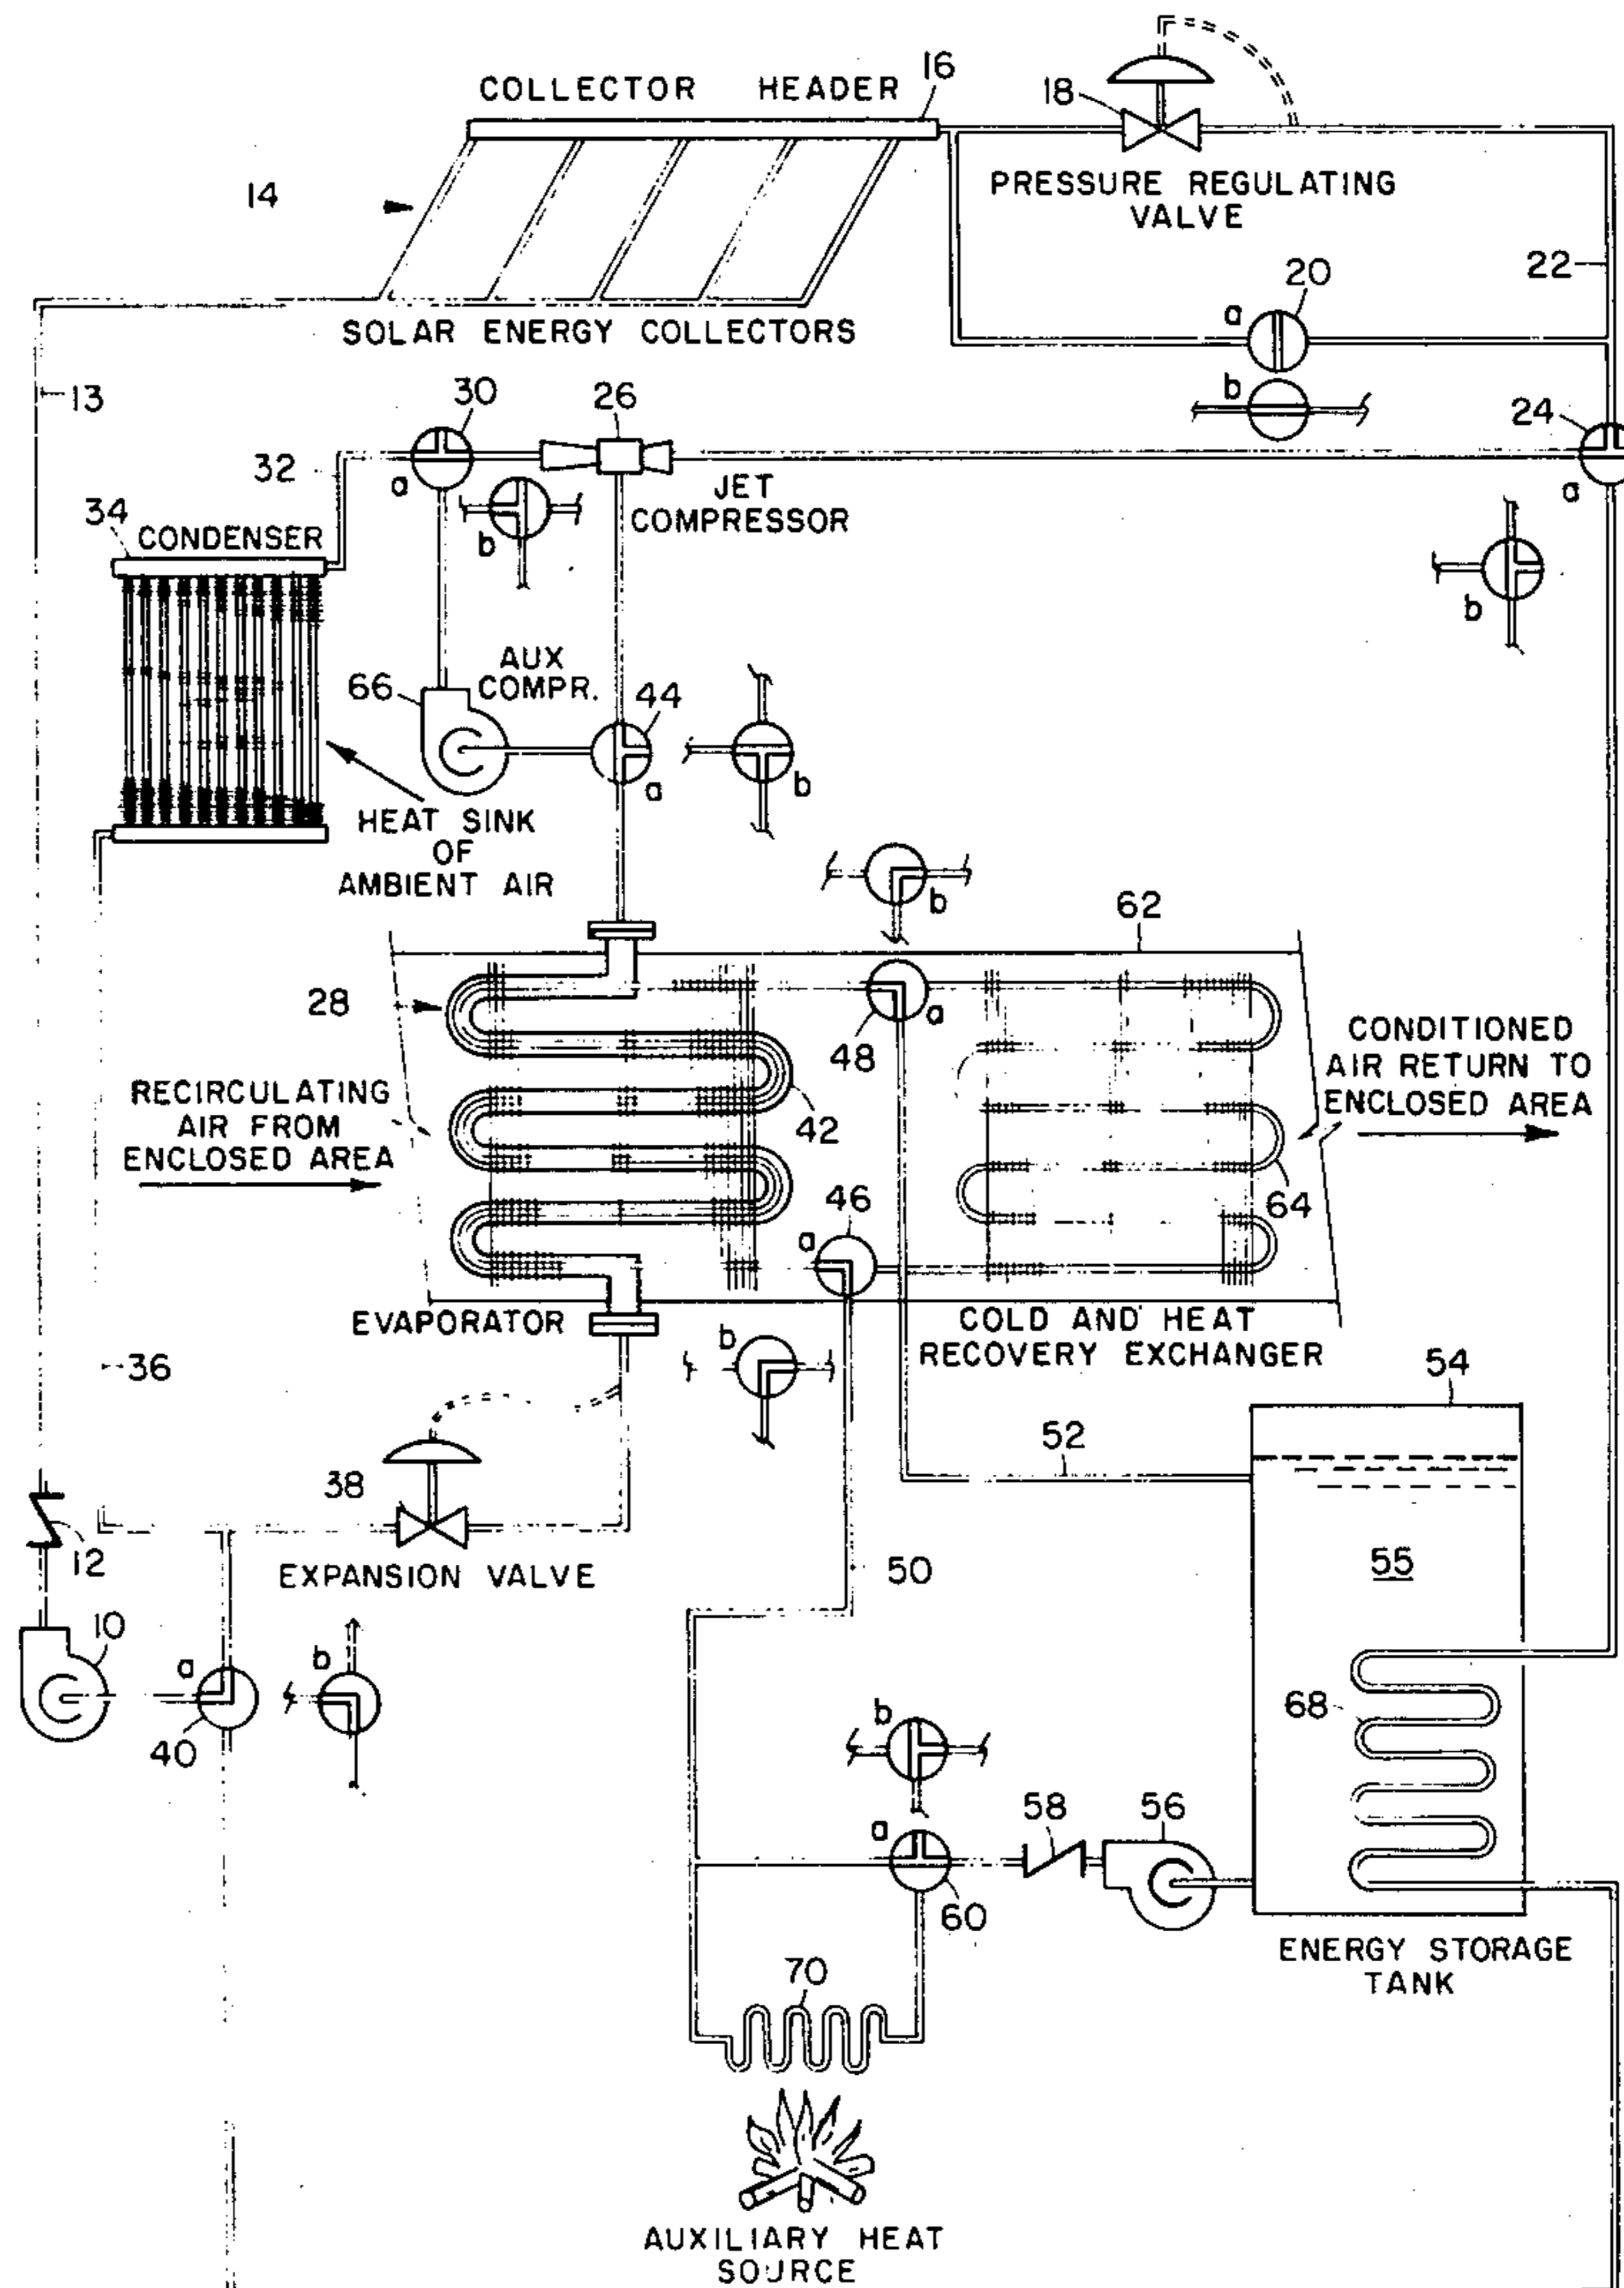 COLLECTOR HEADER
16
18
14
PRESSURE REGULATING
VALVE
22
20
a
SOLAR ENERGY COLLECTORS
13
b
30
26
24
32
a
JET
COMPRESSOR
a
34
CONDENSER
b
b
AUX
COMPR.
66
44
a
b
HEAT SINK
OF
AMBIENT AIR
b
62
28
a
48
CONDITIONED
AIR RETURN TO
ENCLOSED AREA
RECIRCULATING
AIR FROM
ENCLOSED AREA
42
46
64
a
EVAPORATOR
COLD AND HEAT
RECOVERY EXCHANGER
b
36
54
52
38
12
55
EXPANSION VALVE
50
10
a
b
40
68
b
58
56
a
60
ENERGY STORAGE
TANK
70
AUXILIARY HEAT
SOURCE